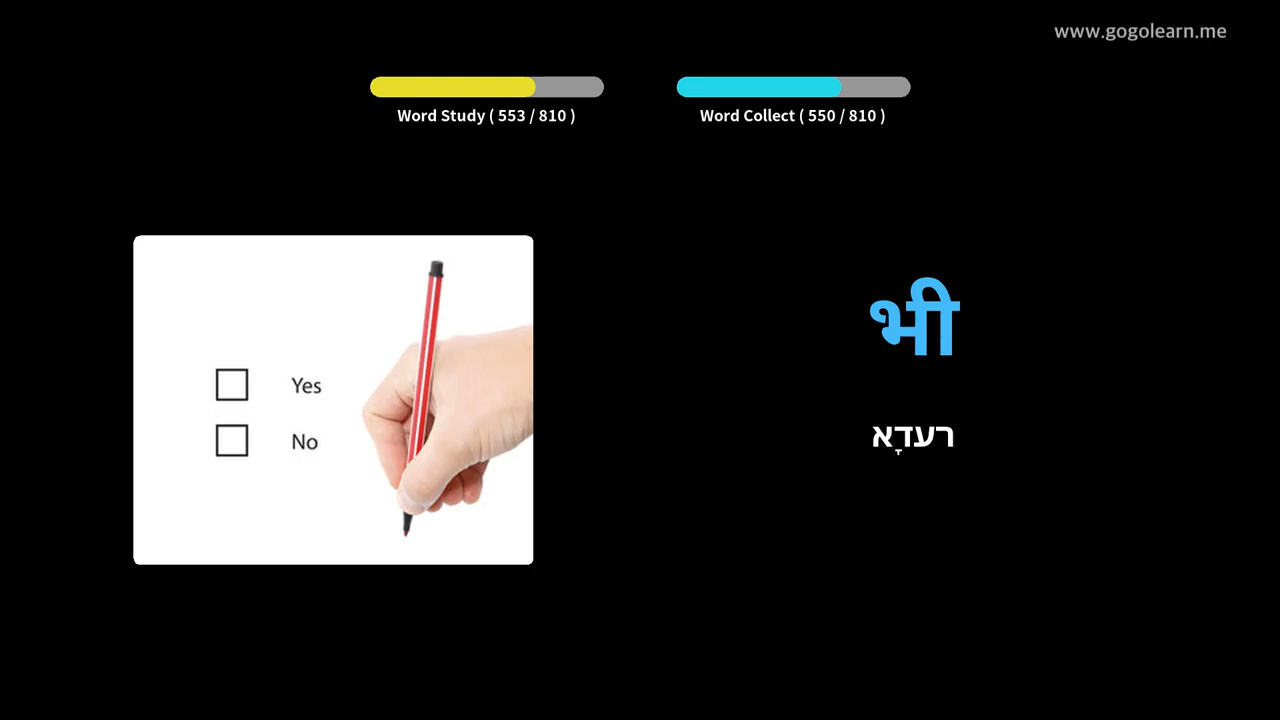 www.gogolearn.me
Word Study ( 553 / 810 )
Word Collect ( 550 / 810 )
Yes
No
भी
רעדָא